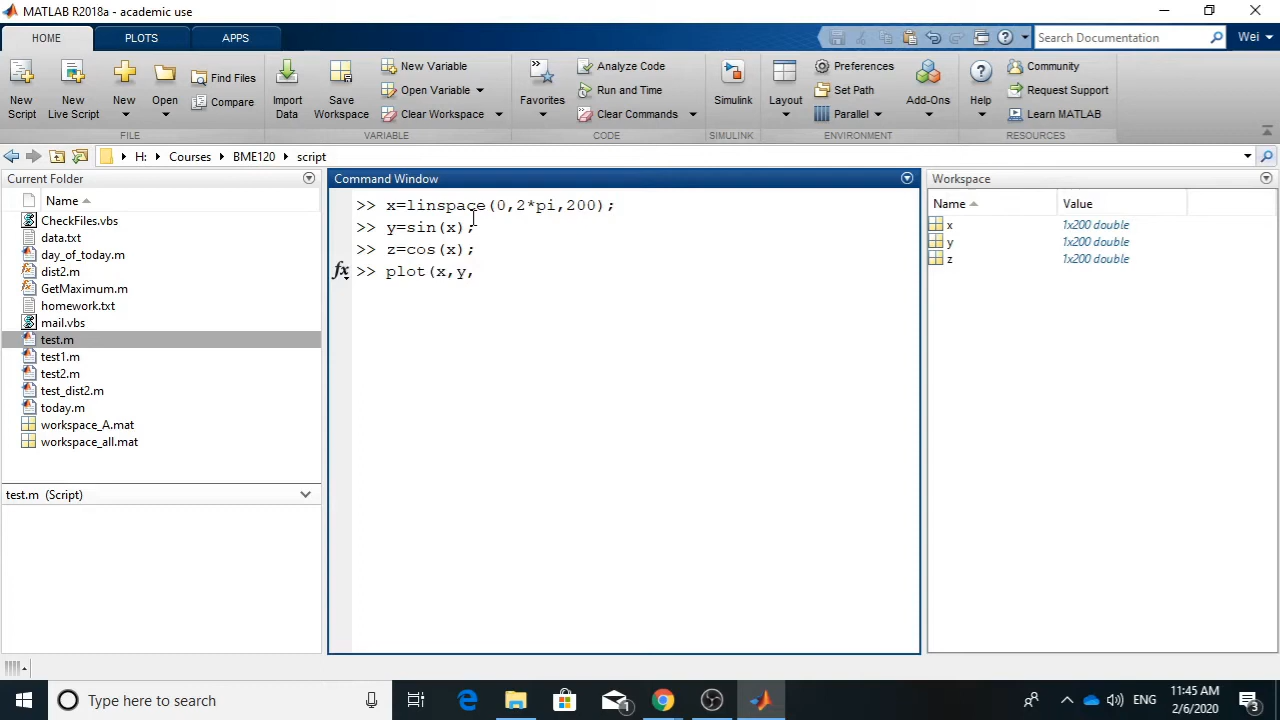 MATLAB R2018a - academic use
HOME PLOTS APPS Search Documentation Wei
New Script New Live Script New Open Find Files Compare
Import Data Save Workspace New Variable Open Variable Clear Workspace
Favorites Analyze Code Run and Time Clear Commands
Simulink Layout Preferences Set Path Parallel Add-Ons
Help Community Request Support Learn MATLAB
FILE VARIABLE CODE SIMULINK ENVIRONMENT RESOURCES
H: Courses BME120 script
Current Folder
Name
CheckFiles.vbs
data.txt
day_of_today.m
dist2.m
GetMaximum.m
homework.txt
mail.vbs
test.m
test1.m
test2.m
test_dist2.m
today.m
workspace_A.mat
workspace_all.mat
test.m (Script)
Command Window
>> x=linspace(0,2*pi,200);
>> y=sin(x);
>> z=cos(x);
fx >> plot(x,y,
Workspace
Name Value
x 1x200 double
y 1x200 double
z 1x200 double
Type here to search
1
ENG
11:45 AM
2/6/2020
3